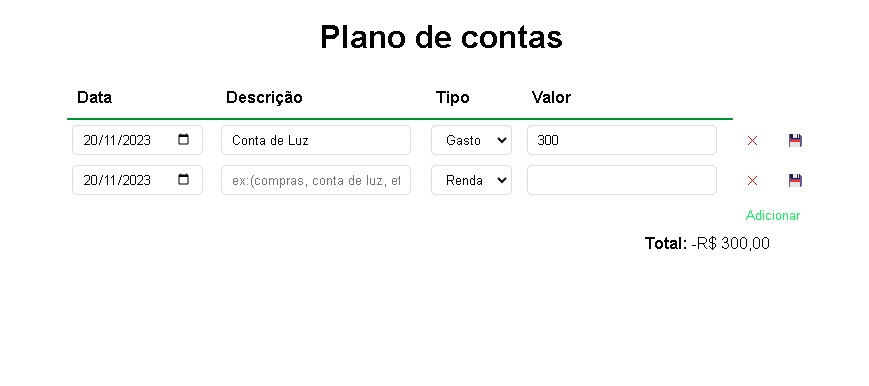 Plano de contas
Data Descrição Tipo Valor
20/11/2023 Conta de Luz Gasto 300
20/11/2023 ex:(compras, conta de luz, et Renda
Adicionar
Total: -R$ 300,00